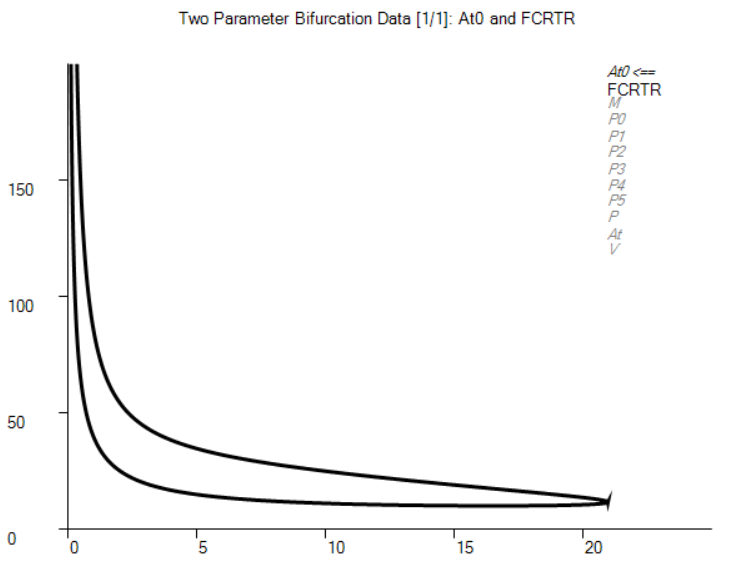 Two Parameter Bifurcation Data [1/1]: At0 and FCRTR
At0 <==
FCRTR
M
P0
P1
P2
P3
P4
P5
P
At
V
150
100
50
0
0 5 10 15 20